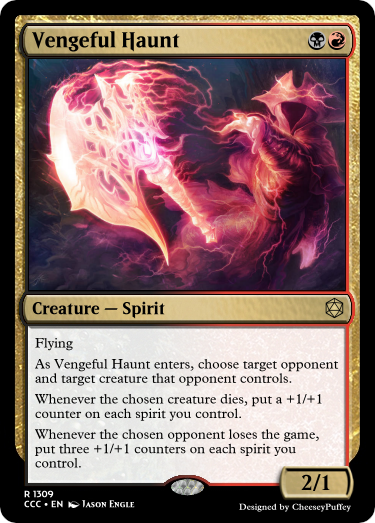 Vengeful Haunt
Creature — Spirit
Flying
As Vengeful Haunt enters, choose target opponent
and target creature that opponent controls.
Whenever the chosen creature dies, put a +1/+1
counter on each spirit you control.
Whenever the chosen opponent loses the game,
put three +1/+1 counters on each spirit you
control.
2/1
R 1309
CCC • EN Jason Engle
Designed by CheeseyPuffey